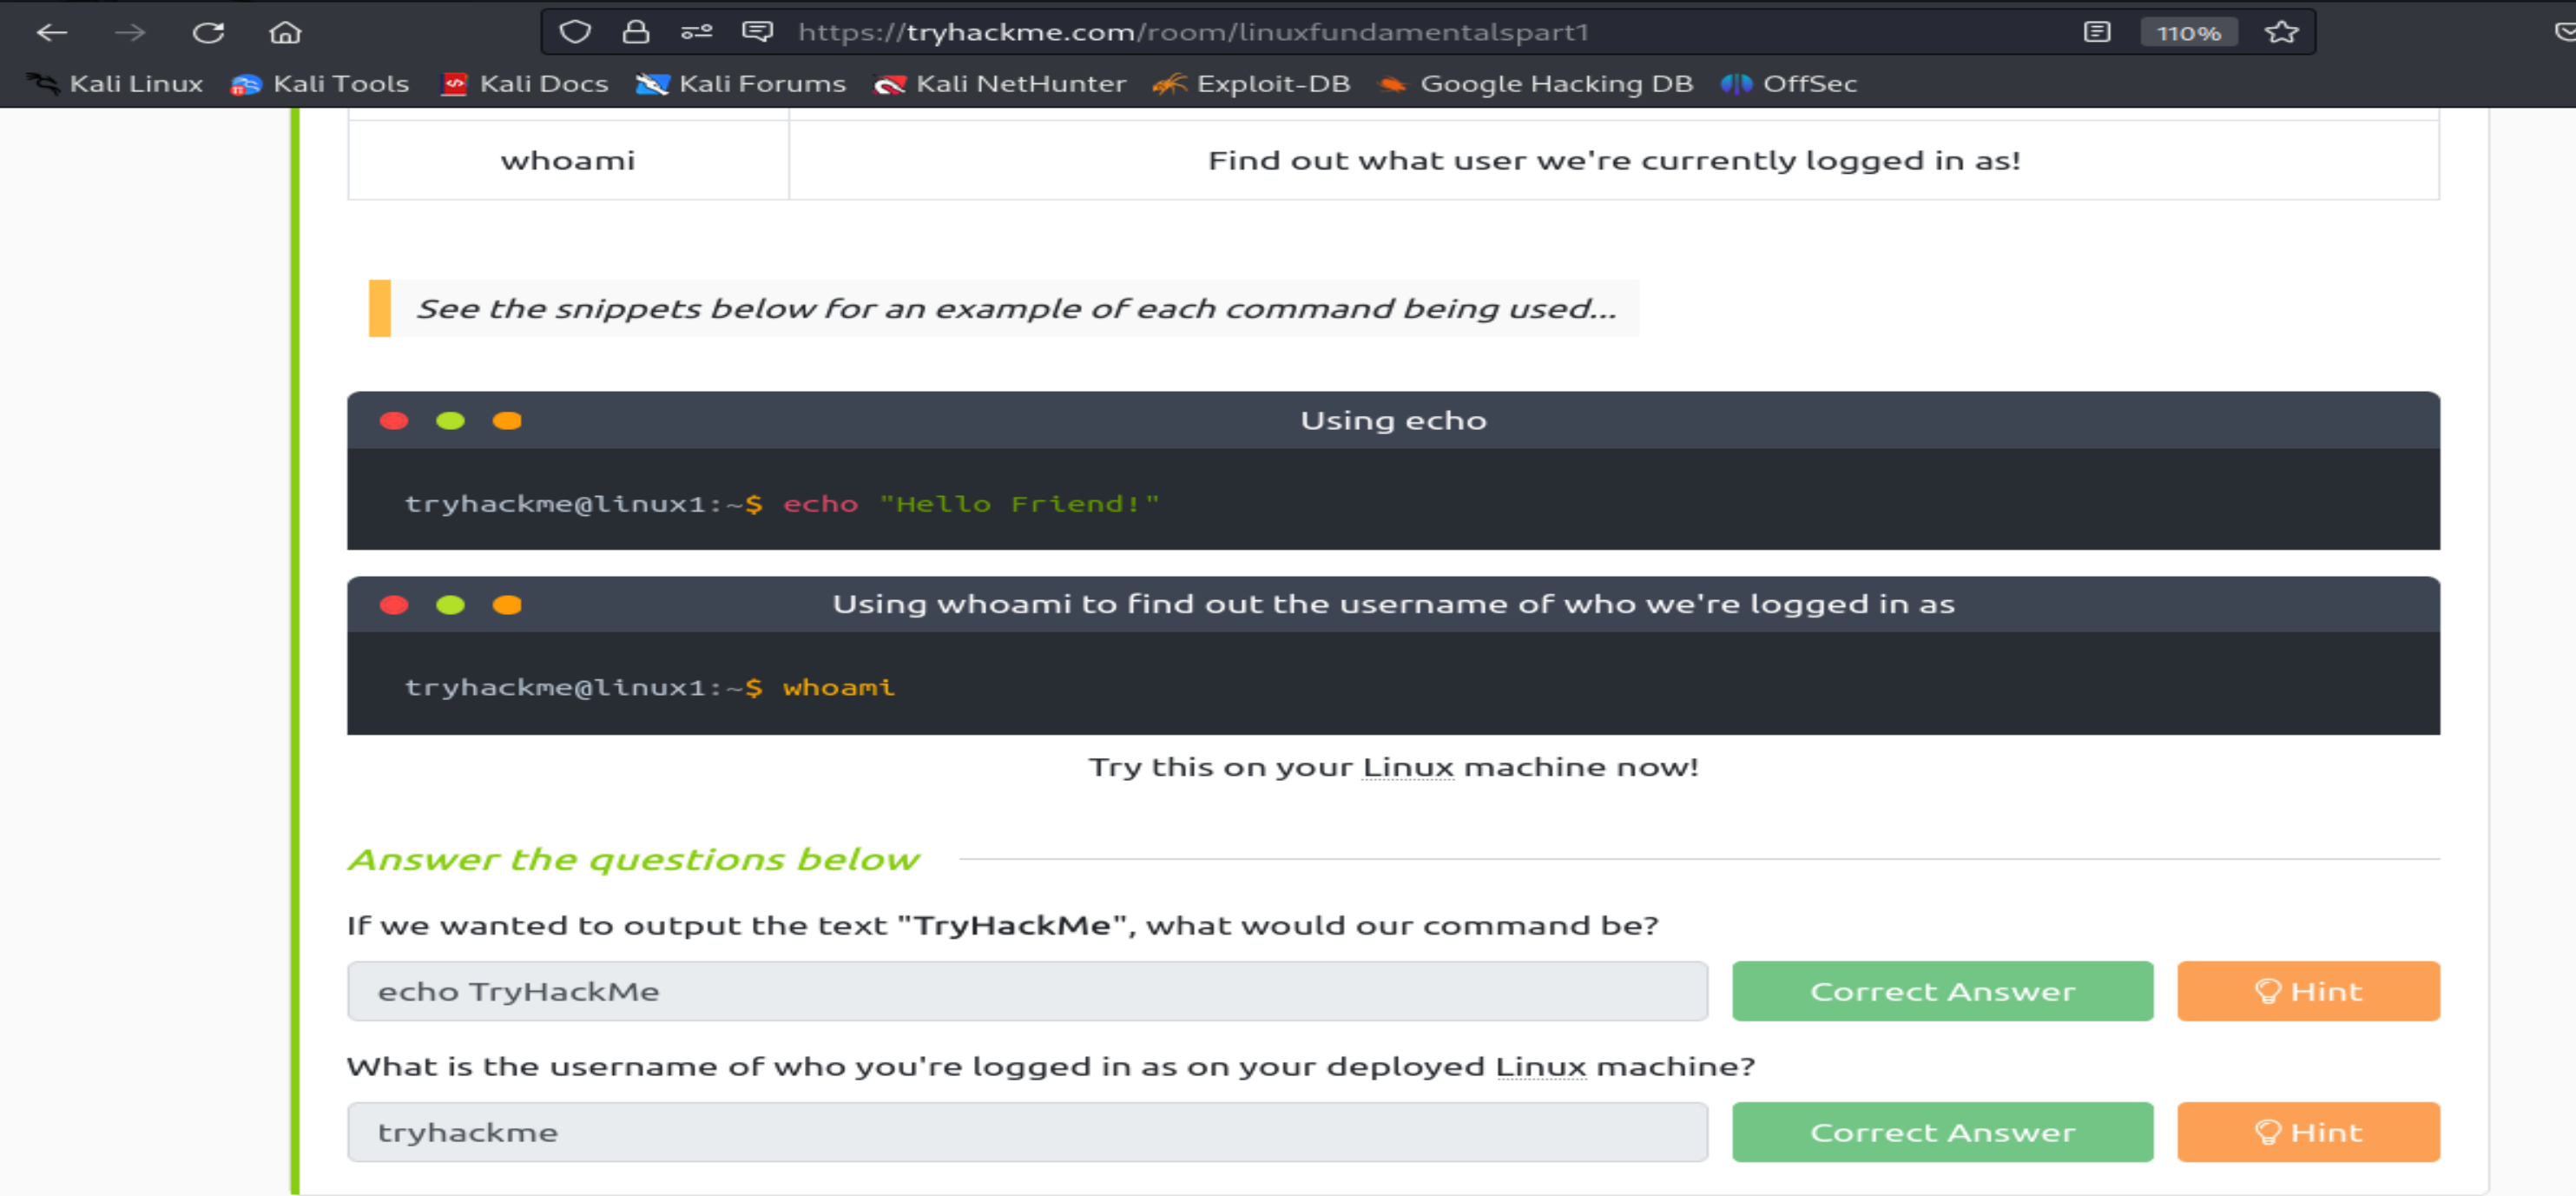 https://tryhackme.com/room/linuxfundamentalspart1 110%
Kali Linux Kali Tools Kali Docs Kali Forums Kali NetHunter Exploit-DB Google Hacking DB OffSec
whoami Find out what user we're currently logged in as!
See the snippets below for an example of each command being used...
Using echo
tryhackme@linux1:~$ echo "Hello Friend!"
Using whoami to find out the username of who we're logged in as
tryhackme@linux1:~$ whoami
Try this on your Linux machine now!
Answer the questions below
If we wanted to output the text "TryHackMe", what would our command be?
echo TryHackMe Correct Answer Hint
What is the username of who you're logged in as on your deployed Linux machine?
tryhackme Correct Answer Hint